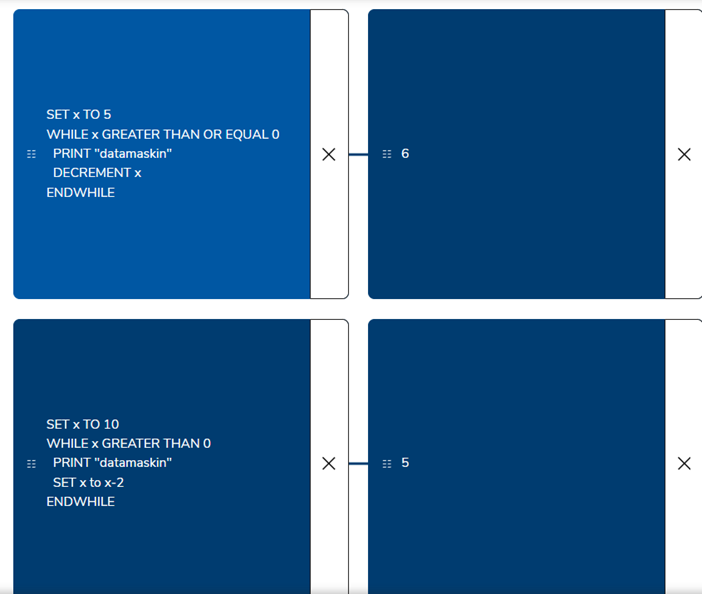 SET x TO 5
WHILE x GREATER THAN OR EQUAL 0
PRINT "datamaskin"
DECREMENT x
ENDWHILE
6
SET x TO 10
WHILE x GREATER THAN 0
PRINT "datamaskin"
SET x to x-2
ENDWHILE
5